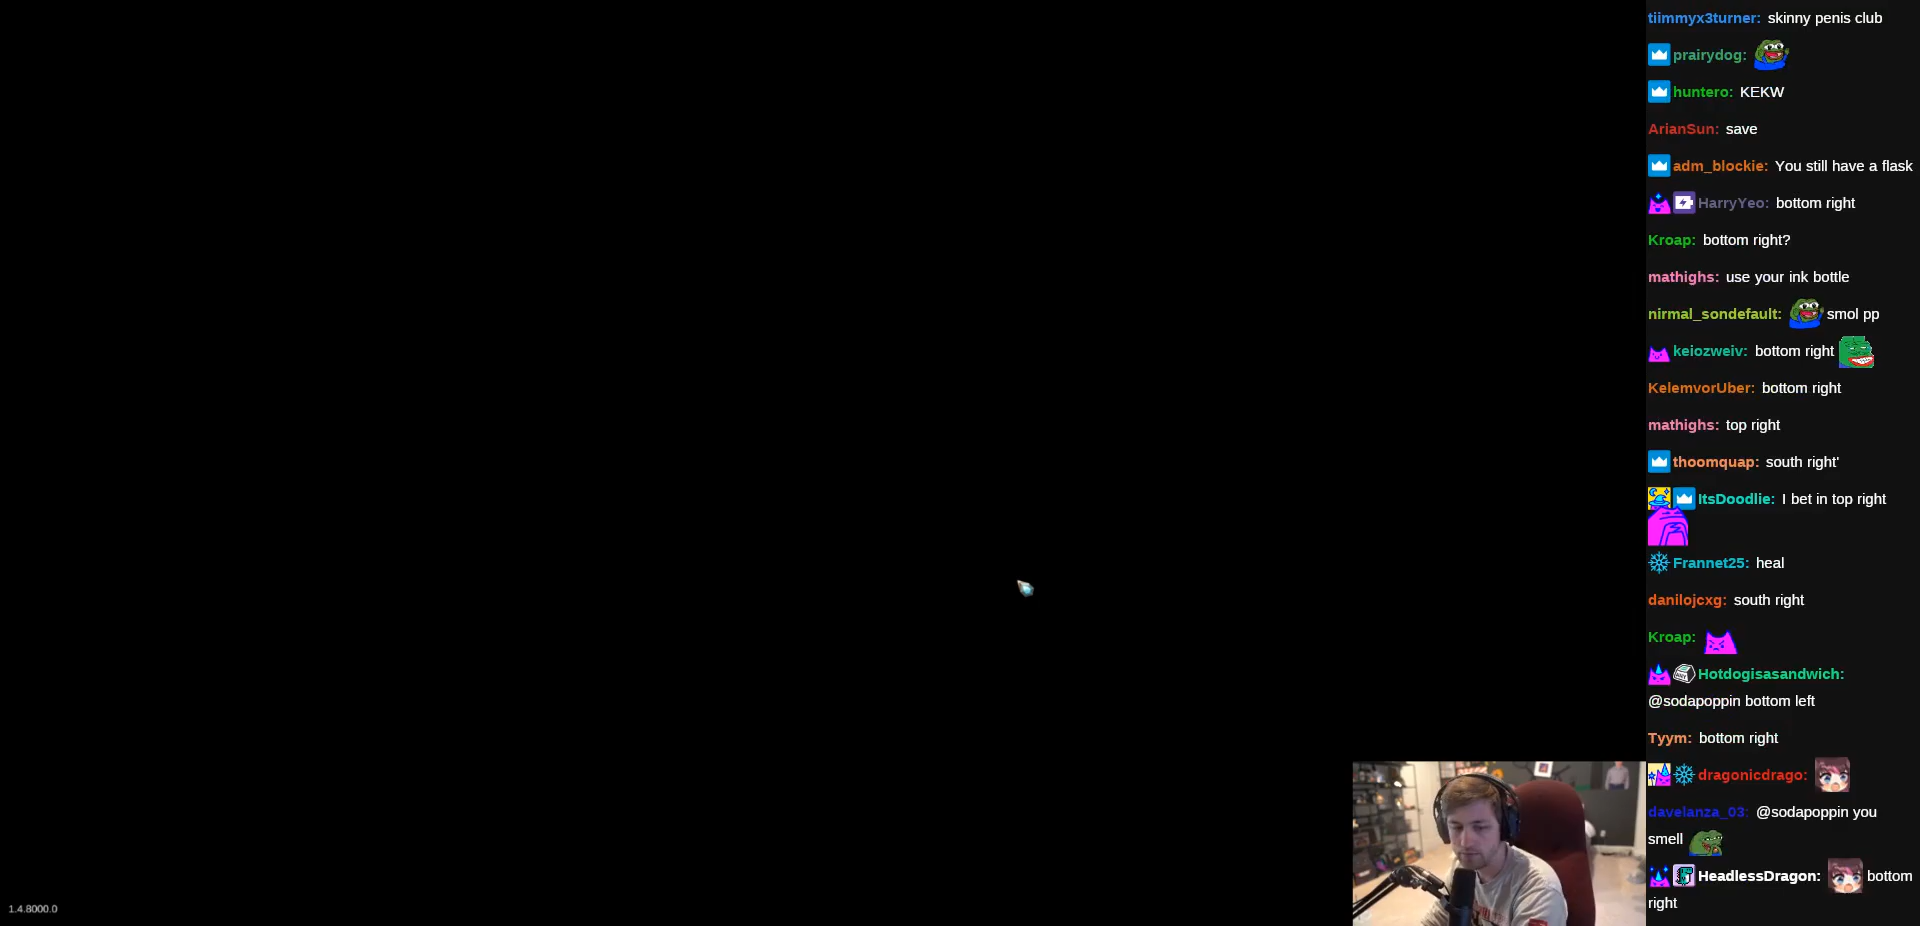 tiimmyx3turner: skinny penis club
prairydog:
huntero: KEKW
ArianSun: save
adm_blockie: You still have a flask
HarryYeo: bottom right
Kroap: bottom right?
mathighs: use your ink bottle
nirmal_sondefault: smol pp
keiozweiv: bottom right
KelemvorUber: bottom right
mathighs: top right
thoomquap: south right'
ItsDoodlie: I bet in top right
Frannet25: heal
danilojcxg: south right
Kroap:
Hotdogisasandwich:
@sodapoppin bottom left
Tyym: bottom right
dragonicdrago:
davelanza_03: @sodapoppin you
smell
HeadlessDragon: bottom
right
1.4.8000.0